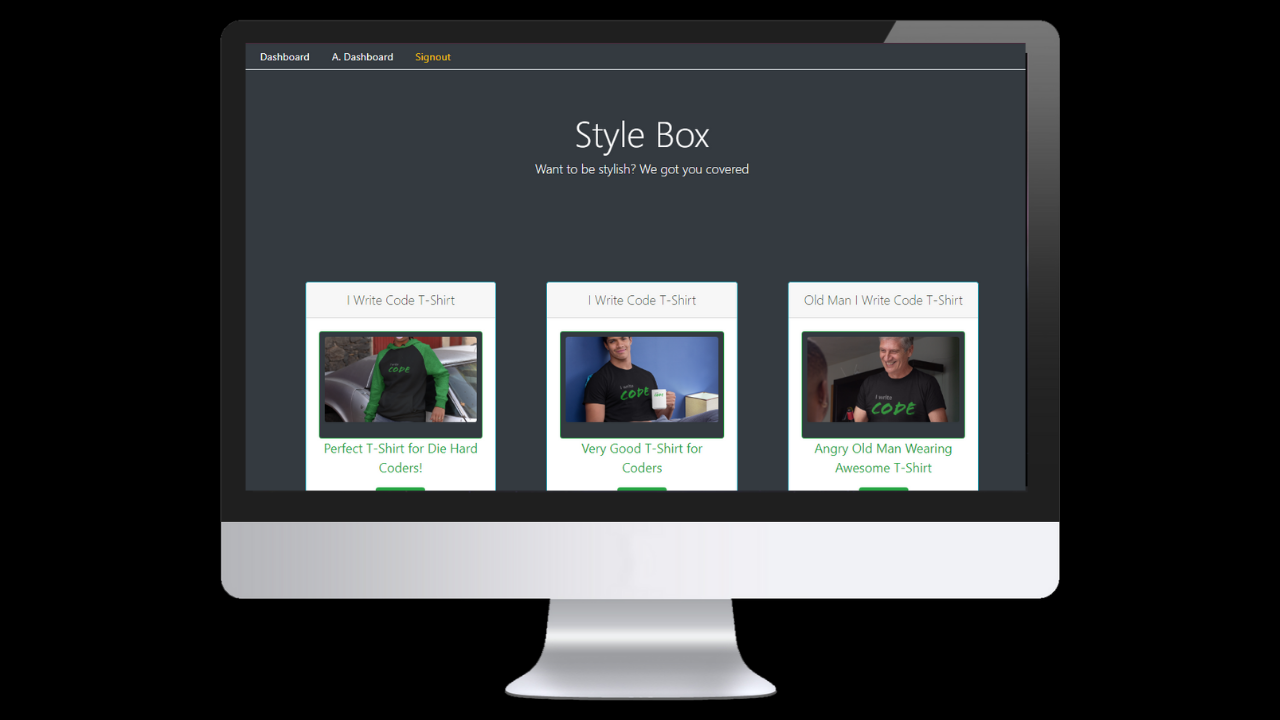 Dashboard A. Dashboard Signout
Style Box
Want to be stylish? We got you covered
I Write Code T-Shirt
I write
CODE
Perfect T-Shirt for Die Hard
Coders!
I Write Code T-Shirt
I write
CODE
Very Good T-Shirt for
Coders
Old Man I Write Code T-Shirt
I write
CODE
Angry Old Man Wearing
Awesome T-Shirt